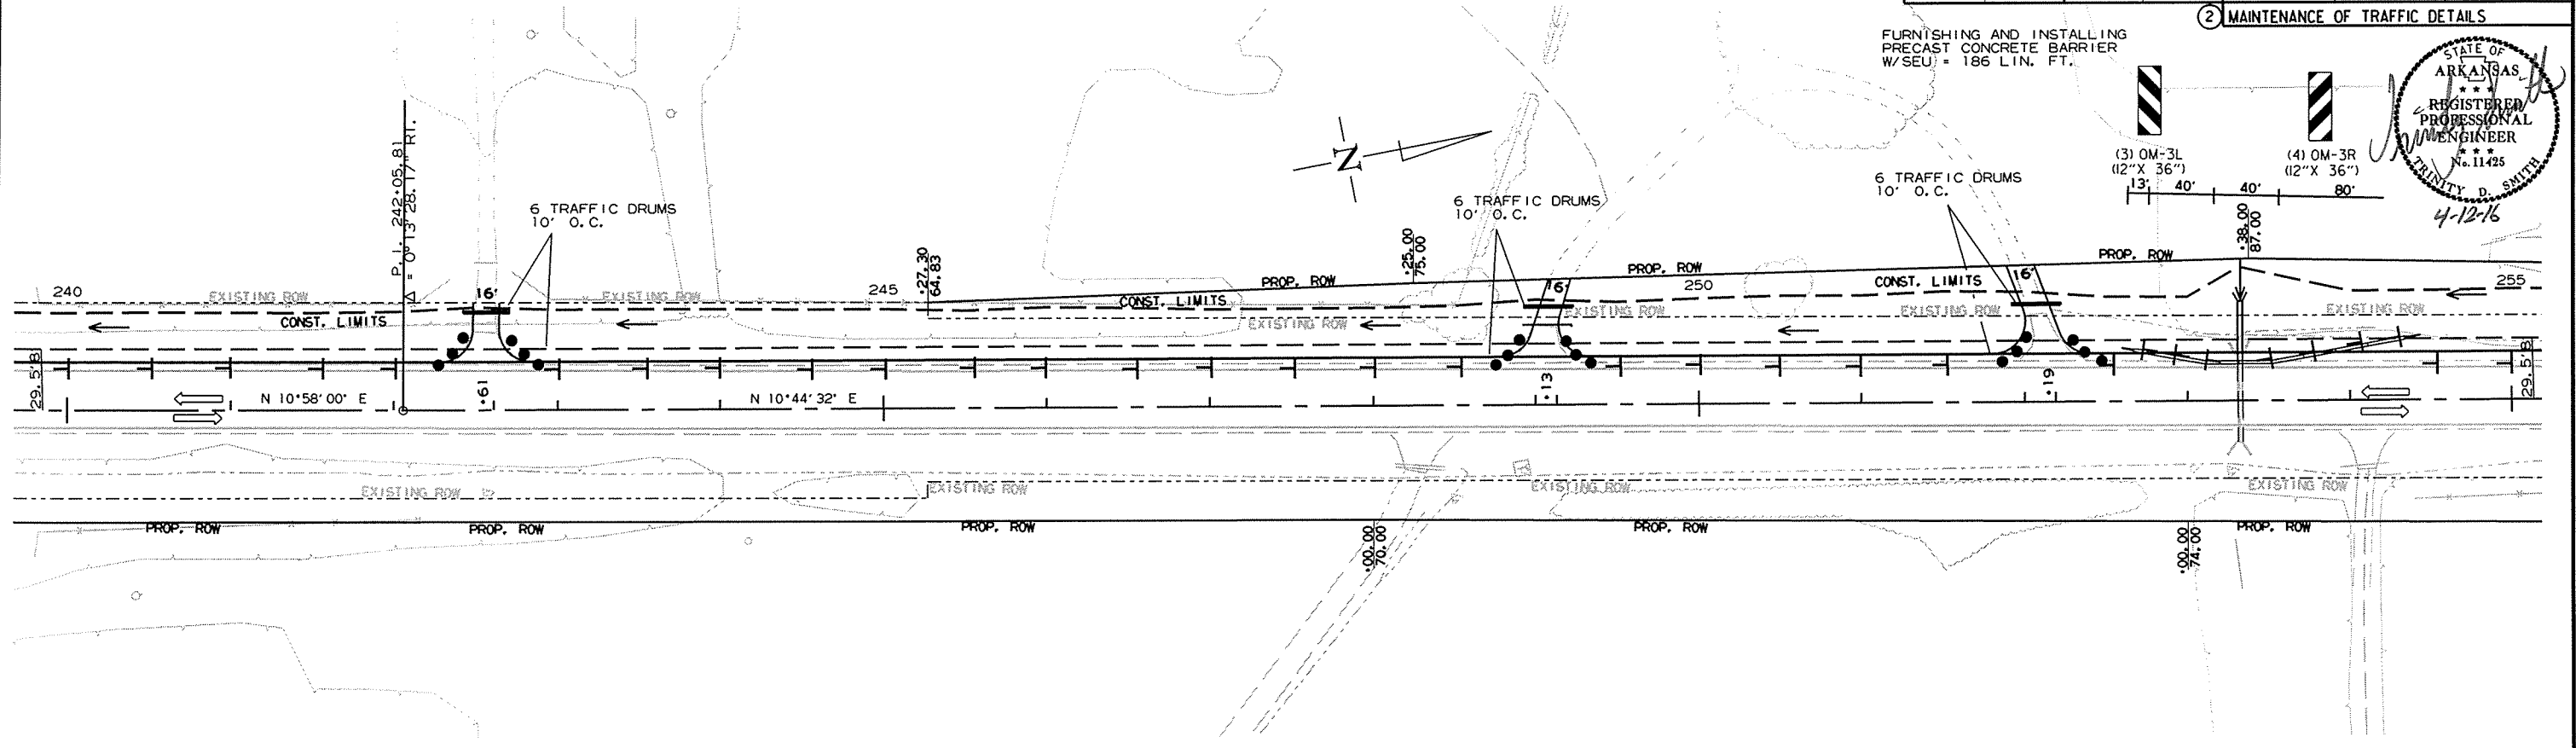 2 MAINTENANCE OF TRAFFIC DETAILS
FURNISHING AND INSTALLING
PRECAST CONCRETE BARRIER
W/SEU = 186 LIN. FT.
STATE OF
ARKANSAS
★ ★ ★
REGISTERED
PROFESSIONAL
ENGINEER
★ ★ ★
No. 11425
TRINITY D. SMITH
4-12-16
(3) OM-3L
(12"X 36")
(4) OM-3R
(12"X 36")
13' 40' 40' 80'
P.I. 242+05.81
Δ = 0°13'28.17" RT.
N
6 TRAFFIC DRUMS
10' O.C.
6 TRAFFIC DRUMS
10' O.C.
6 TRAFFIC DRUMS
10' O.C.
+27.30
64.83
+25.00
75.00
+38.00
87.00
PROP. ROW
PROP. ROW
PROP. ROW
240
EXISTING ROW
16'
EXISTING ROW
245
CONST. LIMITS
16'
250
CONST. LIMITS
16'
255
CONST. LIMITS
EXISTING ROW
EXISTING ROW
EXISTING ROW
EXISTING ROW
29.5'
29.5'
+61
+13
+19
N 10°58'00" E
N 10°44'32" E
EXISTING ROW
EXISTING ROW
EXISTING ROW
EXISTING ROW
PROP. ROW
PROP. ROW
PROP. ROW
PROP. ROW
PROP. ROW
+00.00
70.00
+00.00
74.00